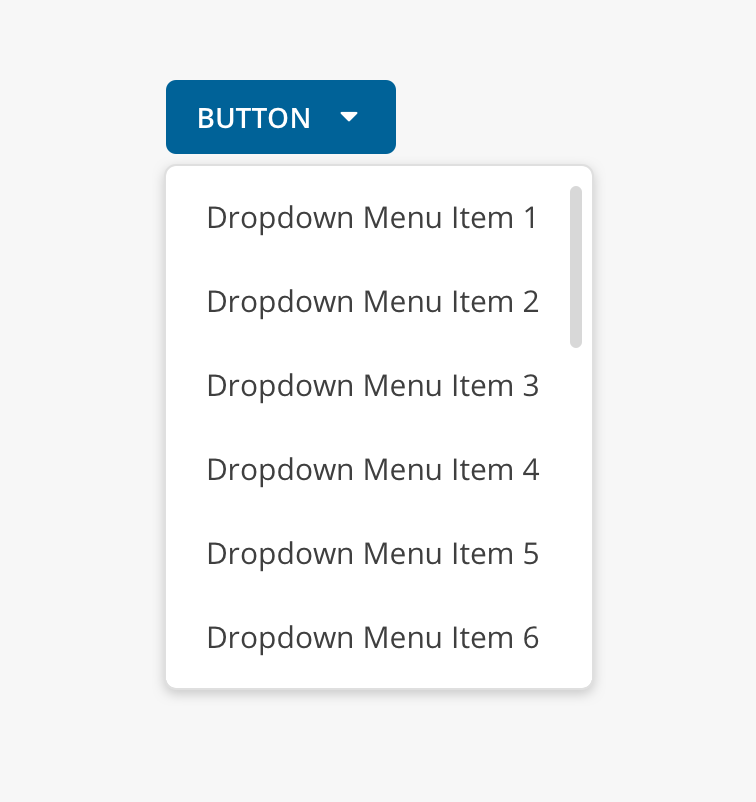 BUTTON
Dropdown Menu Item 1
Dropdown Menu Item 2
Dropdown Menu Item 3
Dropdown Menu Item 4
Dropdown Menu Item 5
Dropdown Menu Item 6